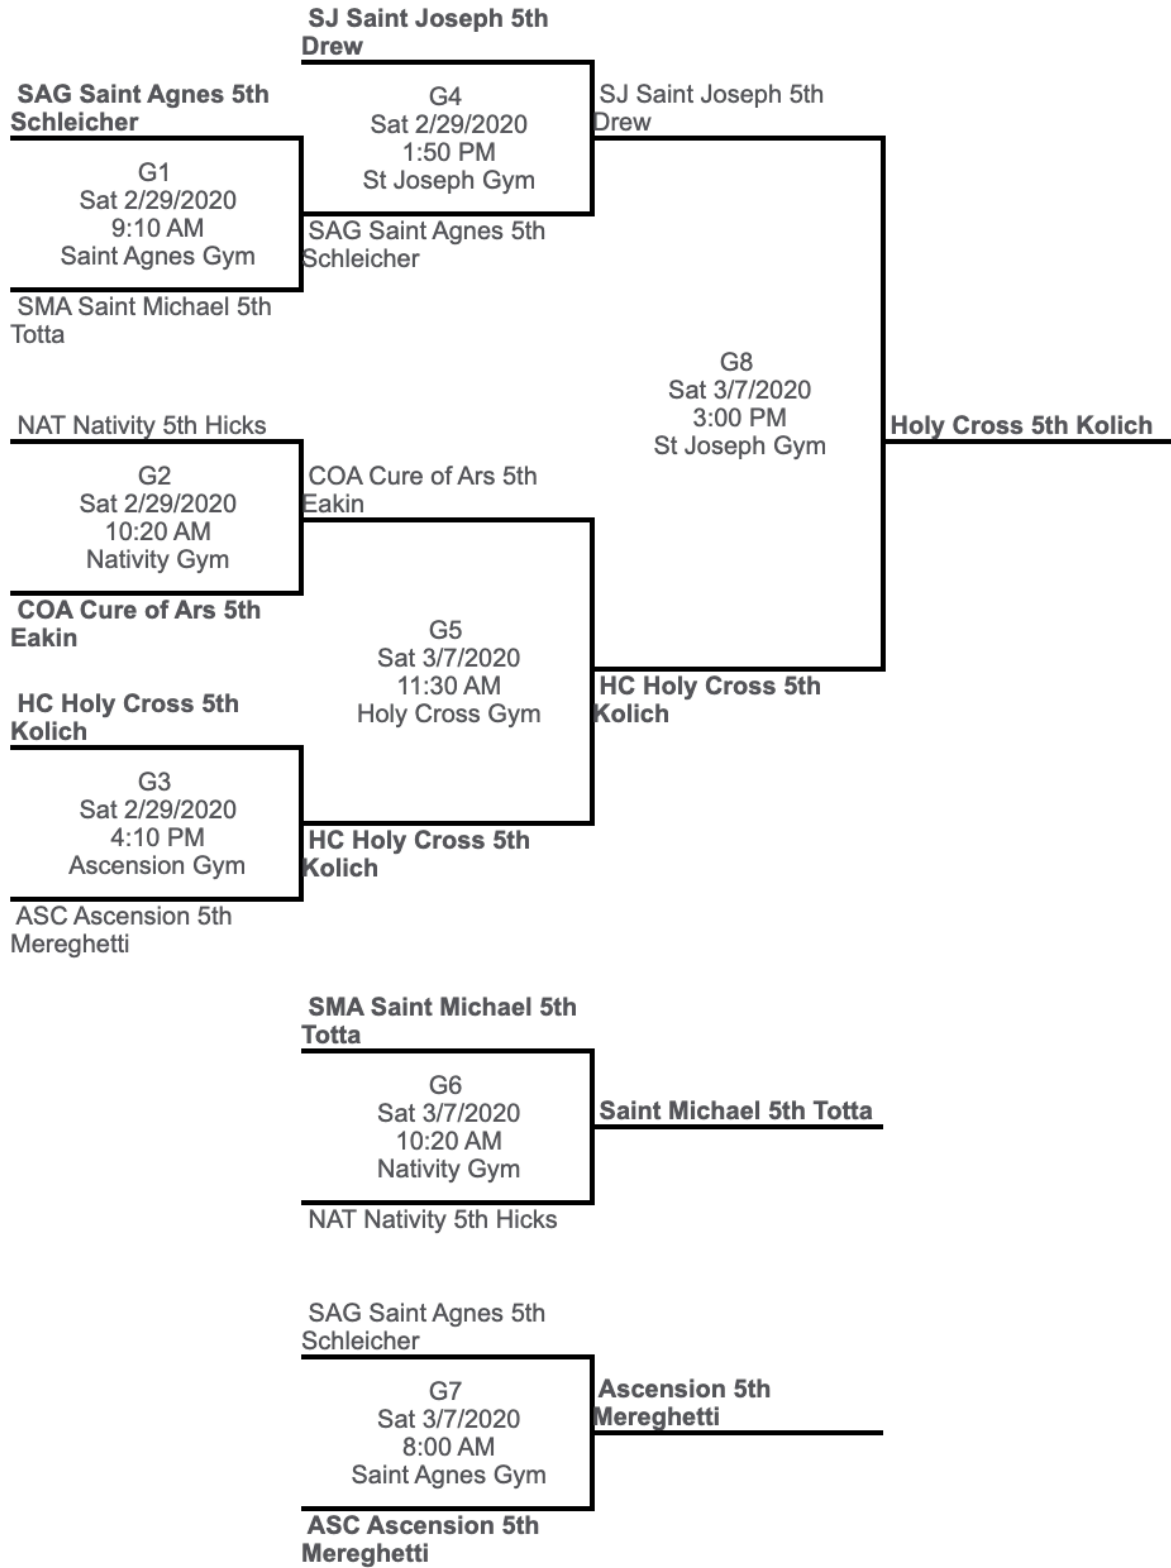 SJ Saint Joseph 5th
Drew
SAG Saint Agnes 5th
Schleicher
G4
Sat 2/29/2020
1:50 PM
St Joseph Gym
SJ Saint Joseph 5th
Drew
G1
Sat 2/29/2020
9:10 AM
Saint Agnes Gym
SAG Saint Agnes 5th
Schleicher
SMA Saint Michael 5th
Totta
G8
Sat 3/7/2020
3:00 PM
St Joseph Gym
Holy Cross 5th Kolich
NAT Nativity 5th Hicks
G2
Sat 2/29/2020
10:20 AM
Nativity Gym
COA Cure of Ars 5th
Eakin
COA Cure of Ars 5th
Eakin
G5
Sat 3/7/2020
11:30 AM
Holy Cross Gym
HC Holy Cross 5th
Kolich
HC Holy Cross 5th
Kolich
G3
Sat 2/29/2020
4:10 PM
Ascension Gym
HC Holy Cross 5th
Kolich
ASC Ascension 5th
Mereghetti
SMA Saint Michael 5th
Totta
G6
Sat 3/7/2020
10:20 AM
Nativity Gym
Saint Michael 5th Totta
NAT Nativity 5th Hicks
SAG Saint Agnes 5th
Schleicher
G7
Sat 3/7/2020
8:00 AM
Saint Agnes Gym
Ascension 5th
Mereghetti
ASC Ascension 5th
Mereghetti